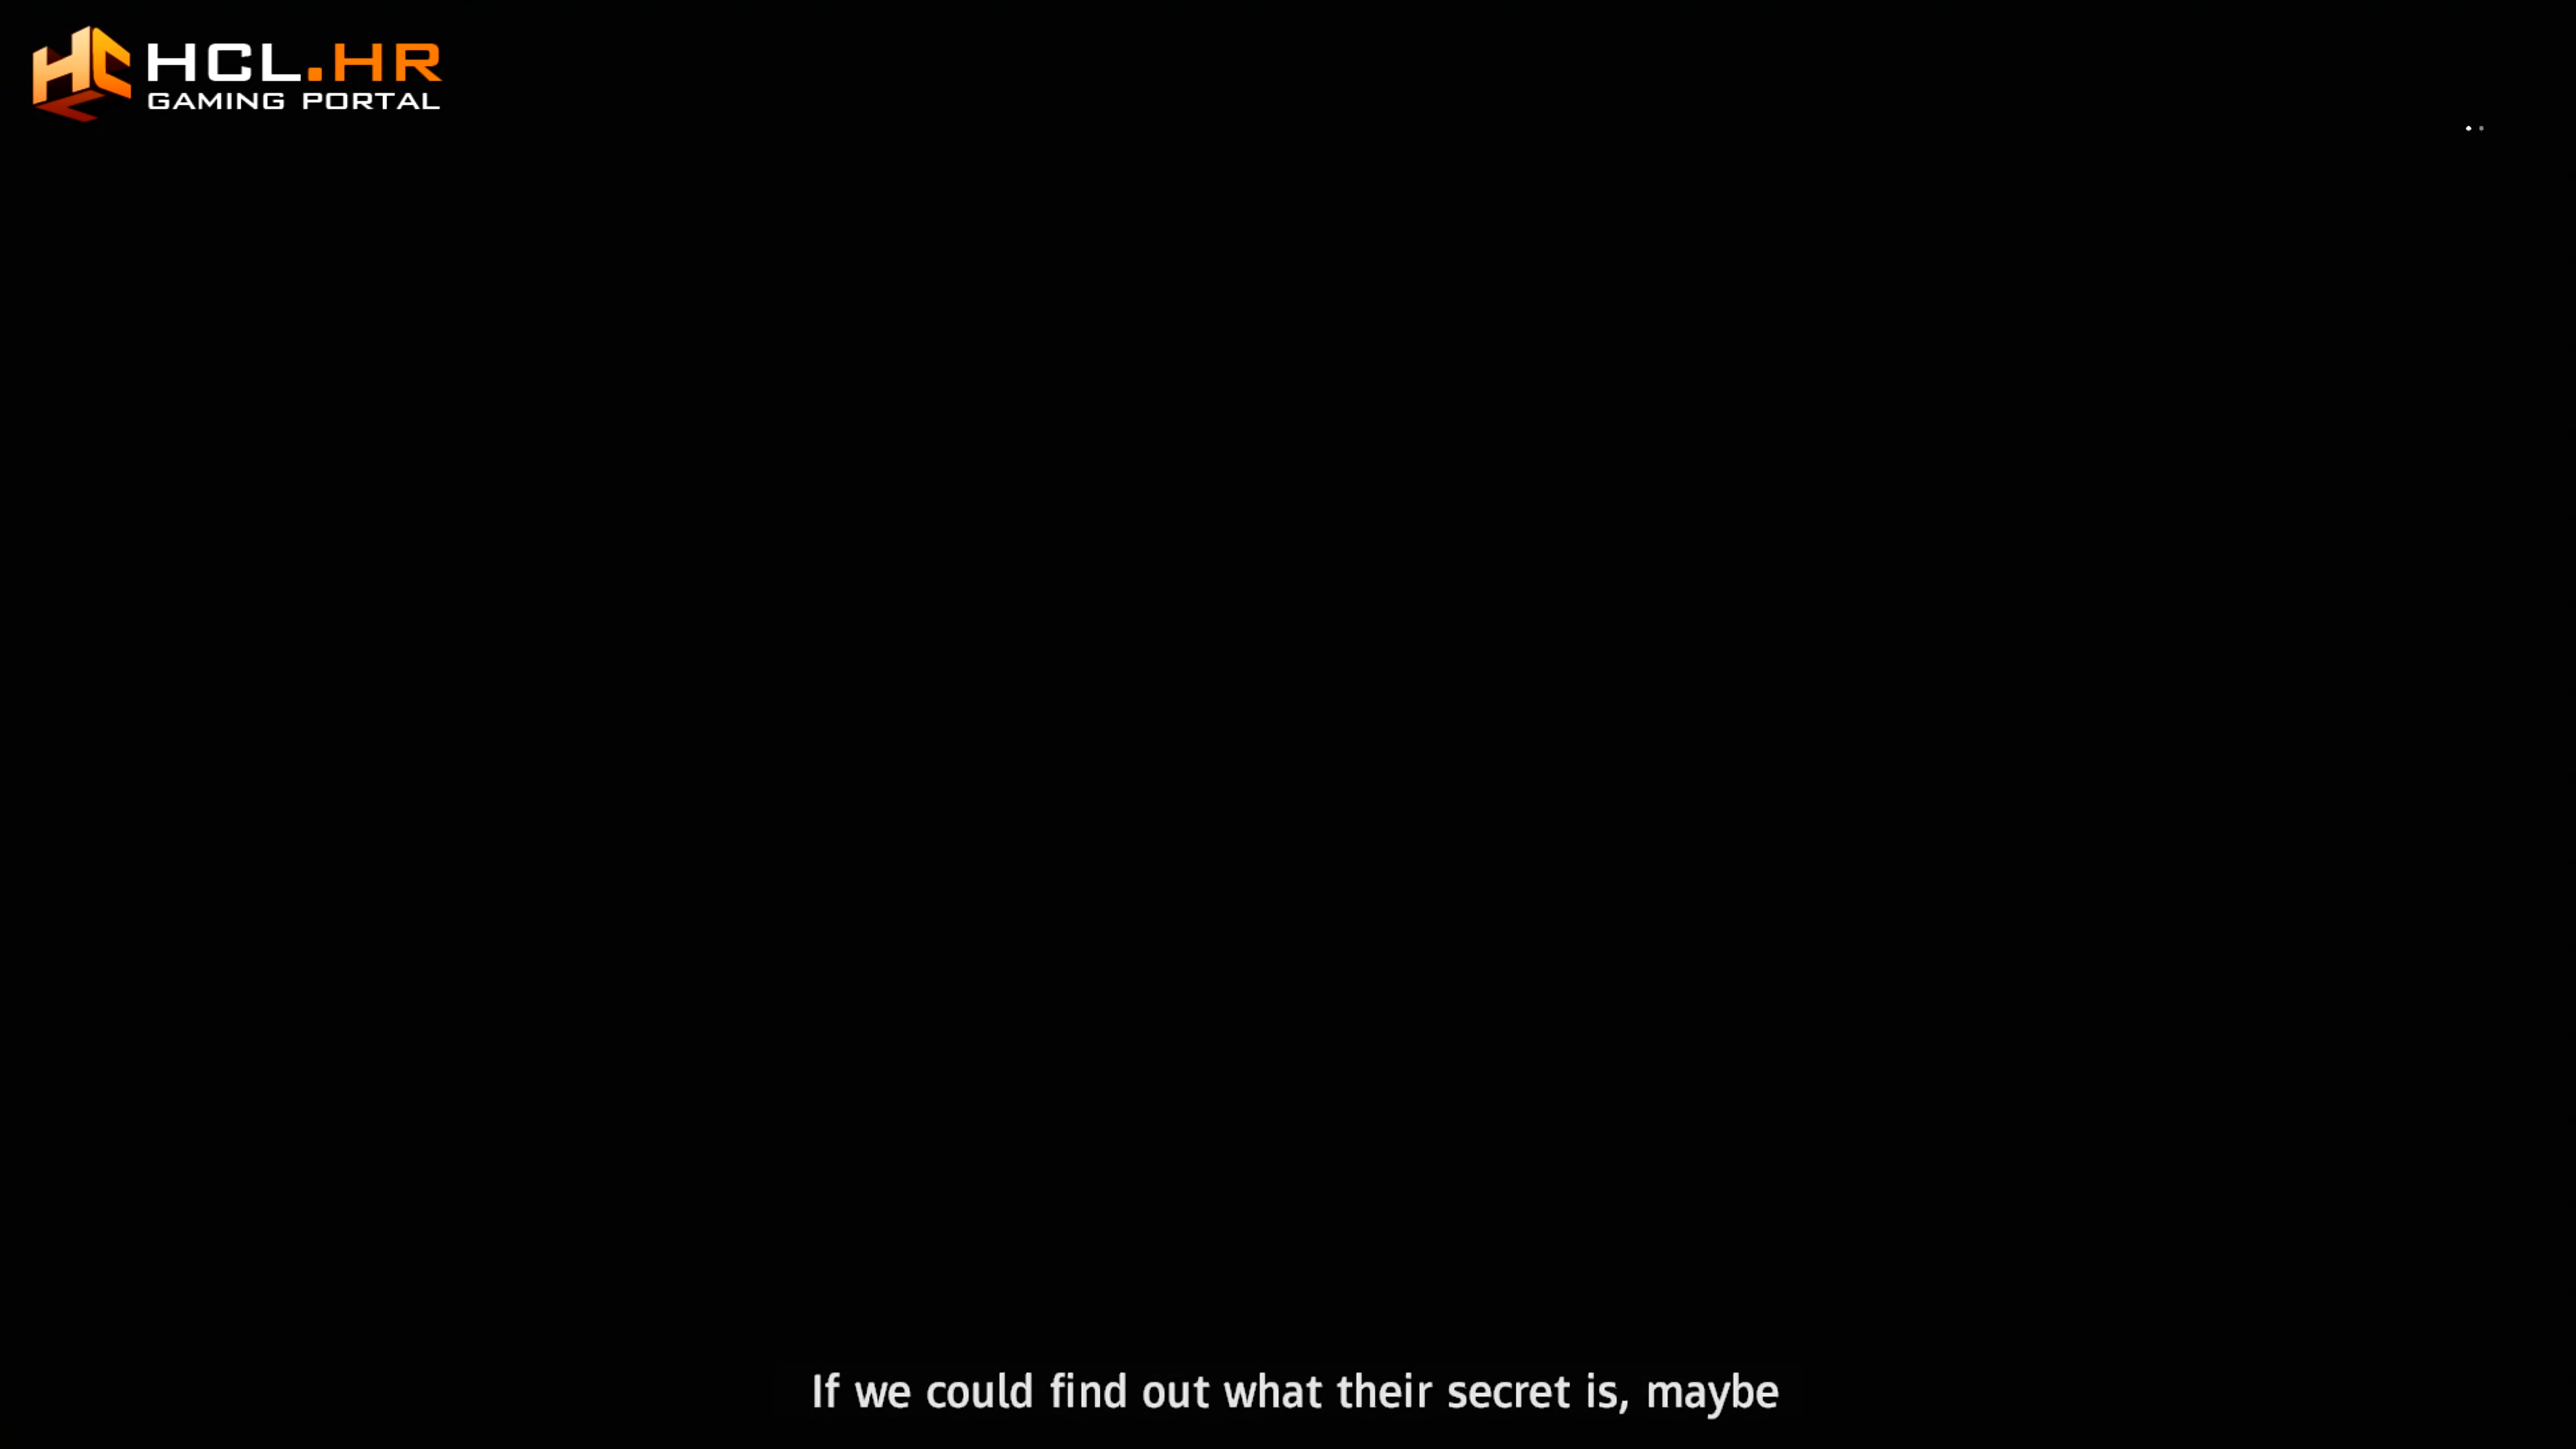 HCL.HR
GAMING PORTAL
If we could find out what their secret is, maybe